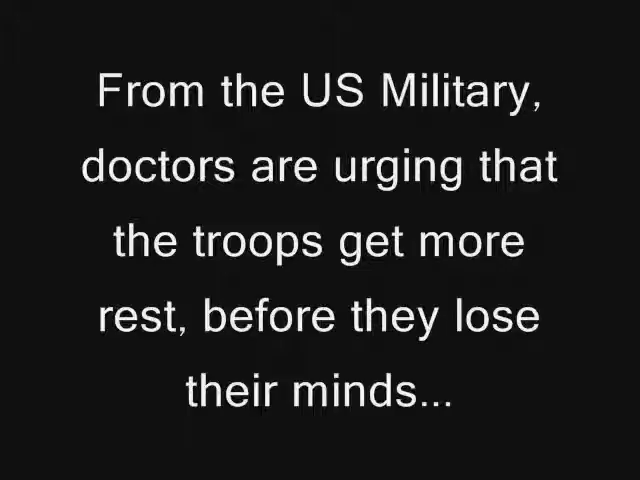 From the US Military,
doctors are urging that
the troops get more
rest, before they lose
their minds...